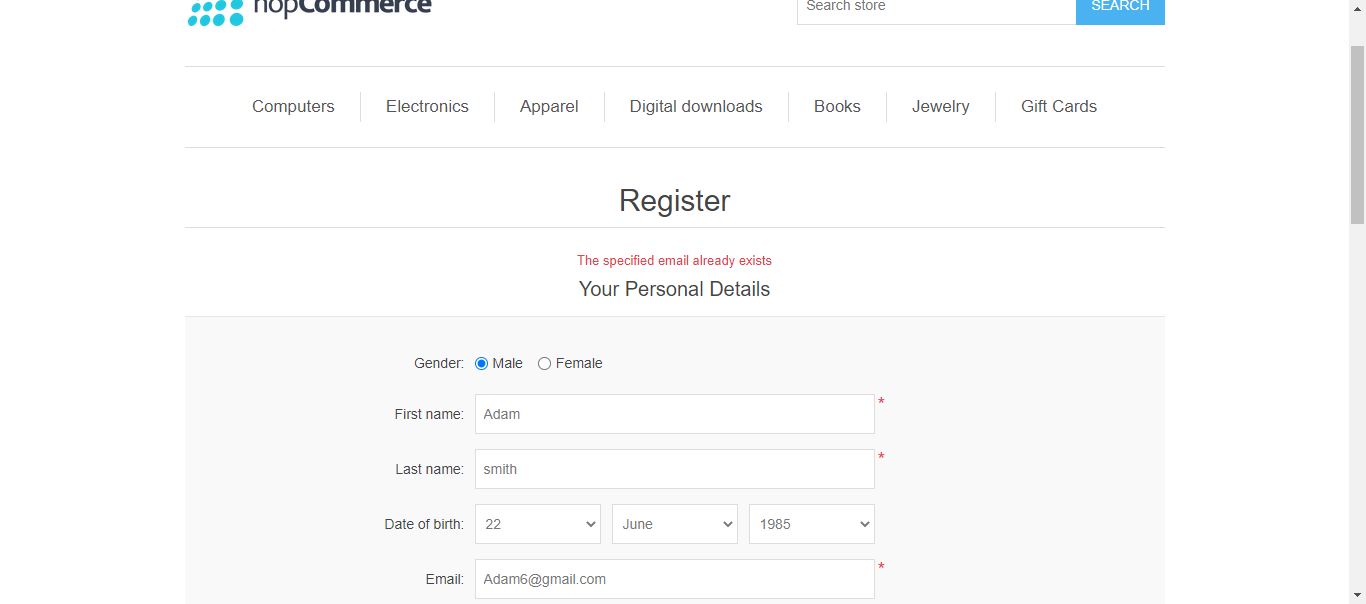 nopCommerce
Search store
SEARCH
Computers
Electronics
Apparel
Digital downloads
Books
Jewelry
Gift Cards
Register
The specified email already exists
Your Personal Details
Gender: Male Female
First name: Adam *
Last name: smith *
Date of birth: 22 June 1985
Email: Adam6@gmail.com *